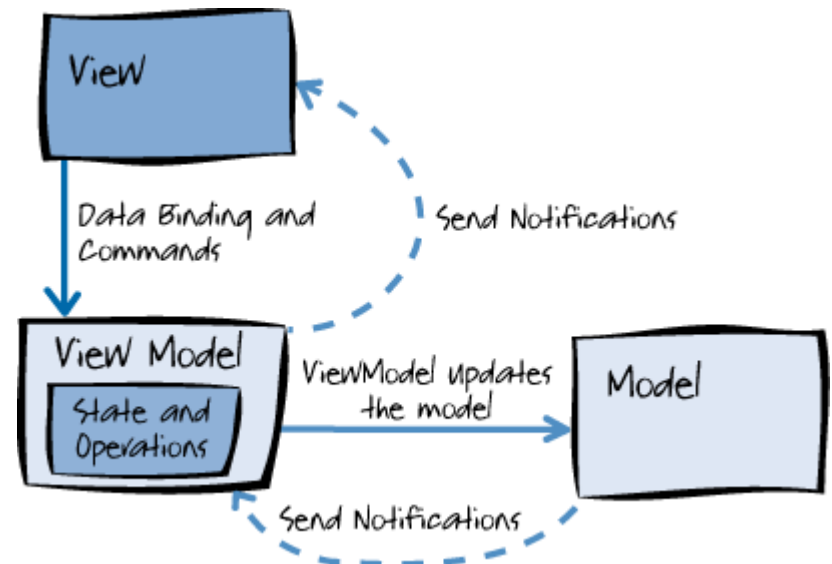 View
Data Binding and
Commands
Send Notifications
View Model
State and
Operations
ViewModel updates
the model
Model
Send Notifications